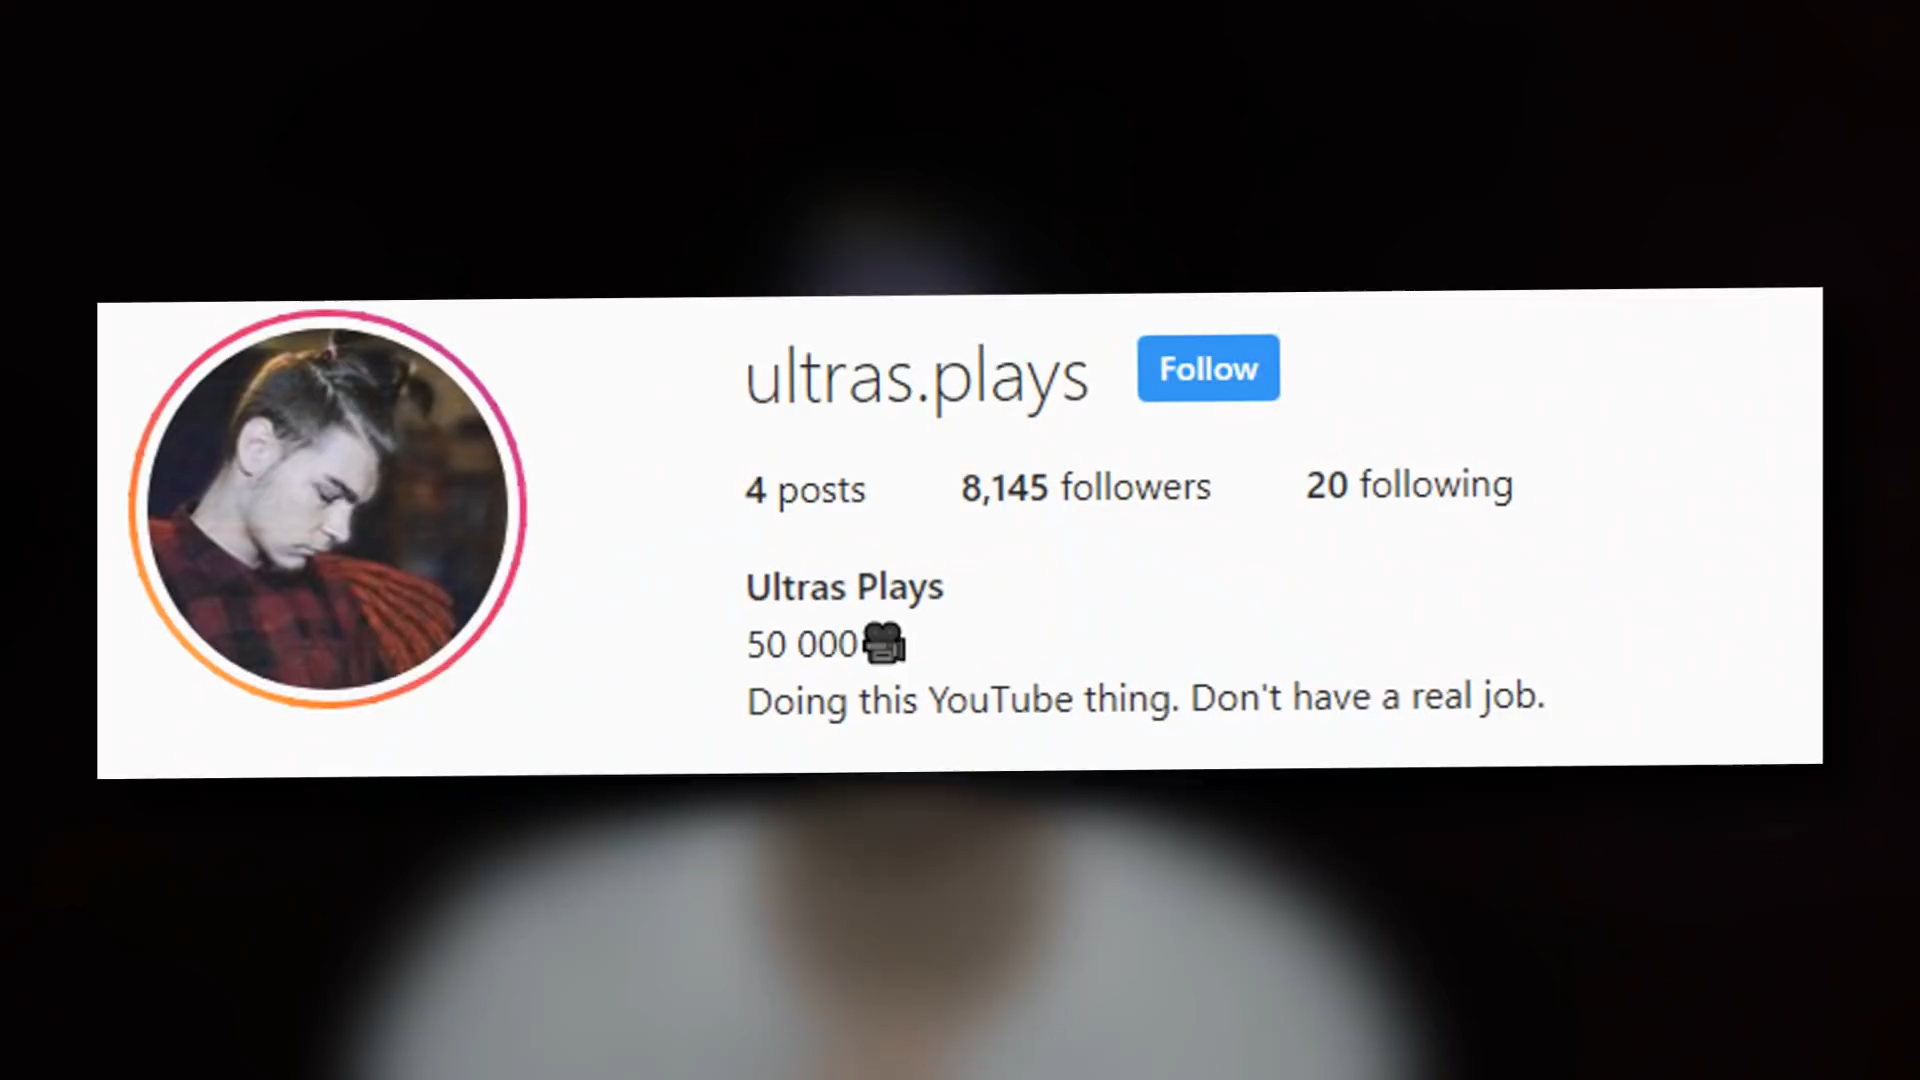 ultras.plays Follow
4 posts 8,145 followers 20 following
Ultras Plays
50 000🎥
Doing this YouTube thing. Don't have a real job.